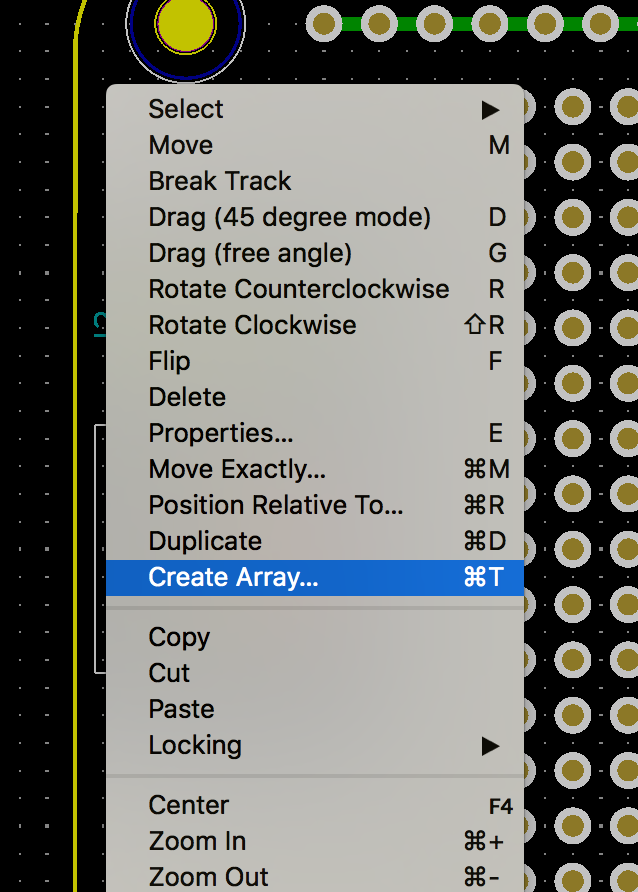 Select ▶
Move M
Break Track
Drag (45 degree mode) D
Drag (free angle) G
Rotate Counterclockwise R
Rotate Clockwise ⇧R
Flip F
Delete
Properties... E
Move Exactly... ⌘M
Position Relative To... ⌘R
Duplicate ⌘D
Create Array... ⌘T
Copy
Cut
Paste
Locking ▶
Center F4
Zoom In ⌘+
Zoom Out ⌘-